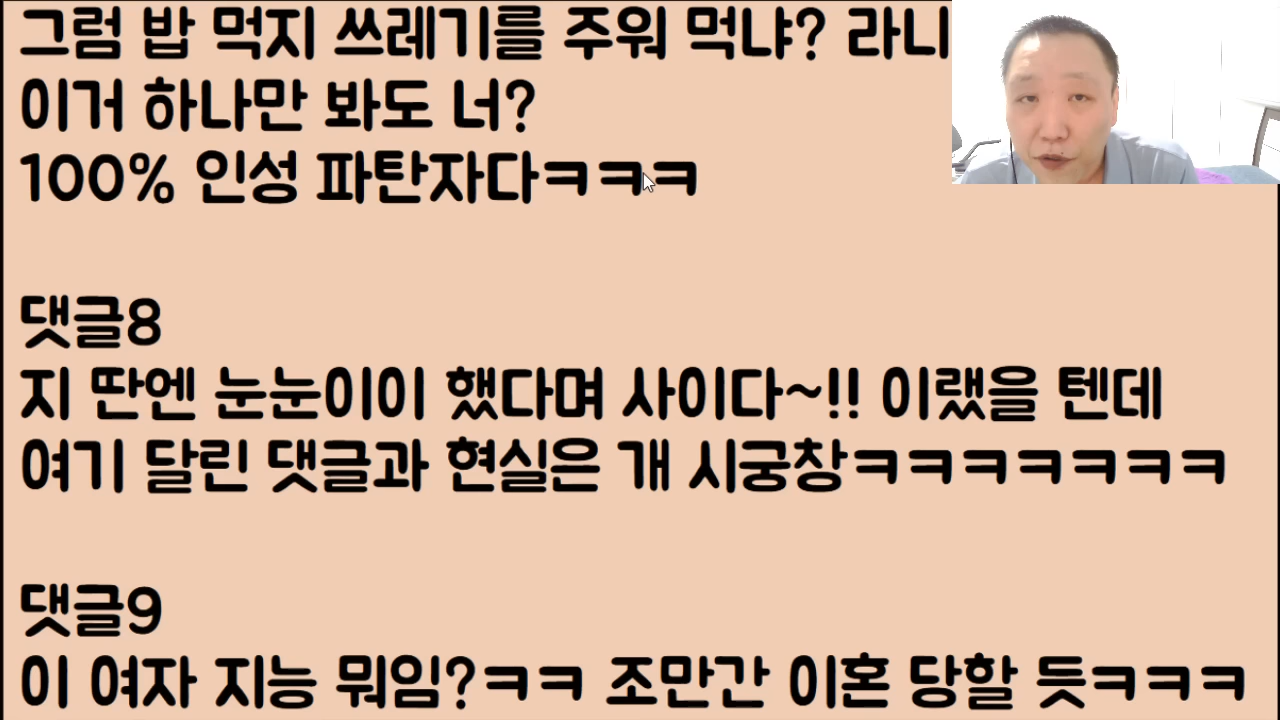 그럼 밥 먹지 쓰레기를 주워 먹냐? 라니
이거 하나만 봐도 너?
100% 인성 파탄자다ㅋㅋㅋ
댓글8
지 딴엔 눈눈이이 했다며 사이다~!! 이랬을 텐데
여기 달린 댓글과 현실은 개 시궁창ㅋㅋㅋㅋㅋㅋㅋ
댓글9
이 여자 지능 뭐임?ㅋㅋ 조만간 이혼 당할 듯ㅋㅋㅋ